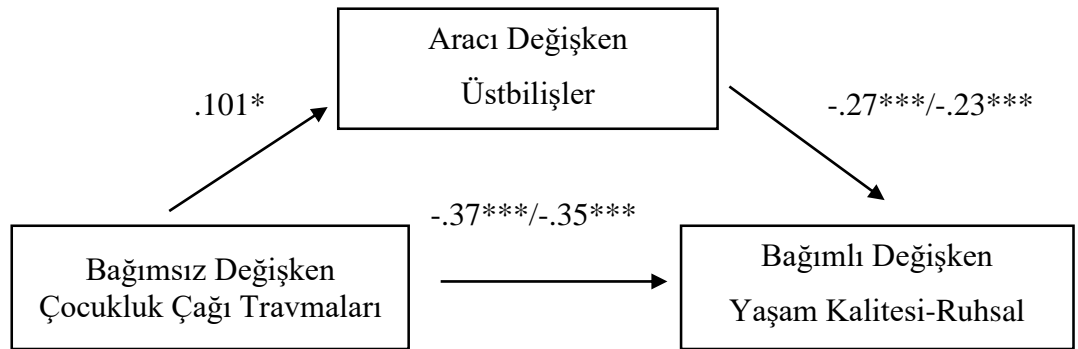 Aracı Değişken
Üstbilişler
.101*
-.27***/-.23***
-.37***/-.35***
Bağımsız Değişken
Çocukluk Çağı Travmaları
Bağımlı Değişken
Yaşam Kalitesi-Ruhsal